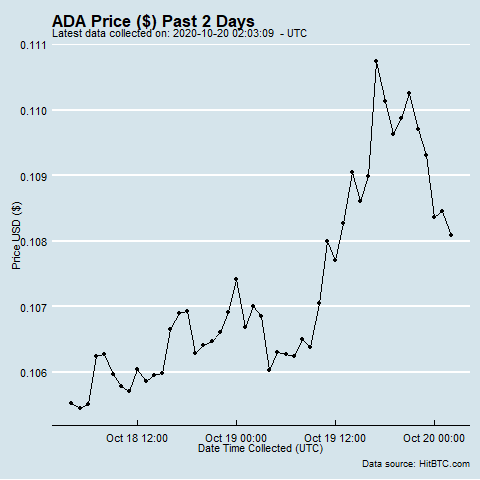 ADA Price ($) Past 2 Days
Latest data collected on: 2020-10-20 02:03:09 - UTC
0.111
0.110
0.109
0.108
0.107
0.106
Price USD ($)
Oct 18 12:00 Oct 19 00:00 Oct 19 12:00 Oct 20 00:00
Date Time Collected (UTC)
Data source: HitBTC.com